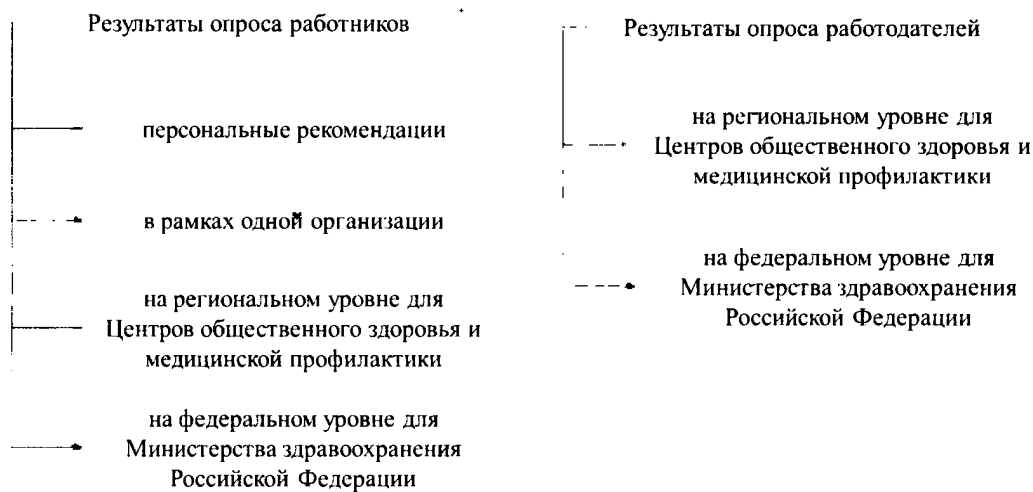 Результаты опроса работников
персональные рекомендации
в рамках одной организации
на региональном уровне для
Центров общественного здоровья и
медицинской профилактики
на федеральном уровне для
Министерства здравоохранения
Российской Федерации
Результаты опроса работодателей
на региональном уровне для
Центров общественного здоровья и
медицинской профилактики
на федеральном уровне для
Министерства здравоохранения
Российской Федерации